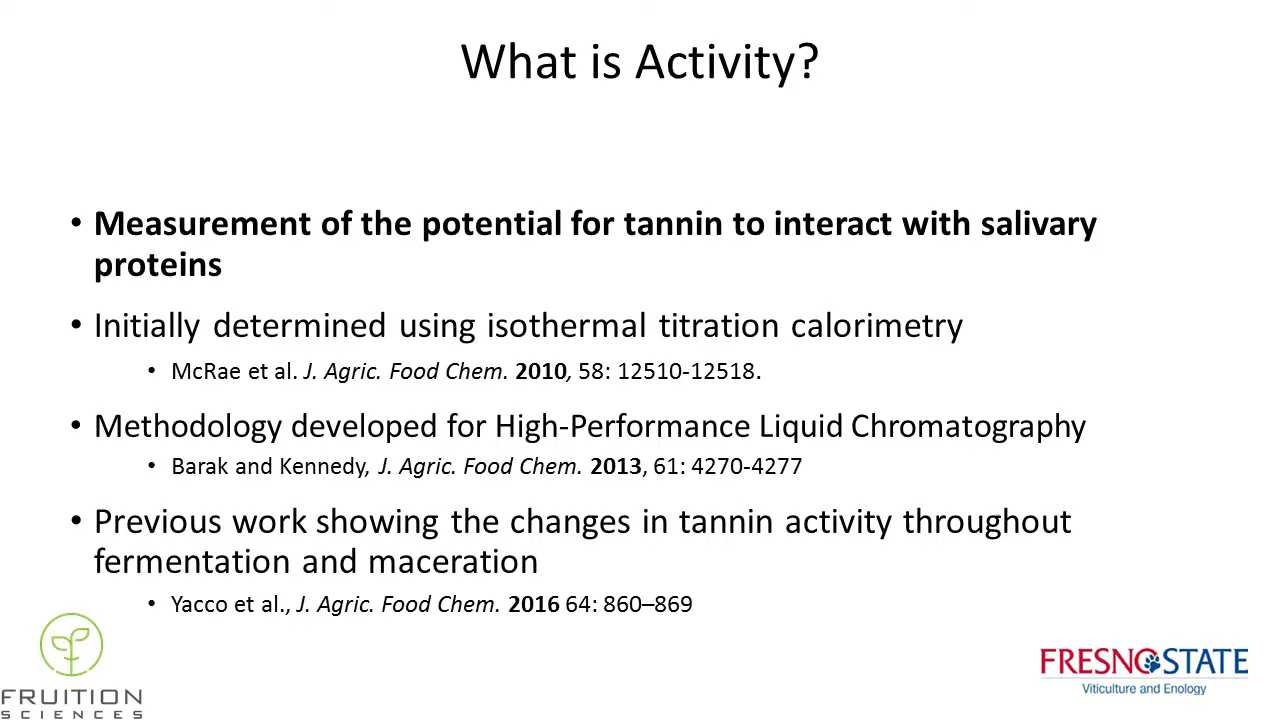 What is Activity?
• Measurement of the potential for tannin to interact with salivary
proteins
• Initially determined using isothermal titration calorimetry
• McRae et al. J. Agric. Food Chem. 2010, 58: 12510-12518.
• Methodology developed for High-Performance Liquid Chromatography
• Barak and Kennedy, J. Agric. Food Chem. 2013, 61: 4270-4277
• Previous work showing the changes in tannin activity throughout
fermentation and maceration
• Yacco et al., J. Agric. Food Chem. 2016 64: 860–869
FRUITION
SCIENCES
FRESNO STATE
Viticulture and Enology